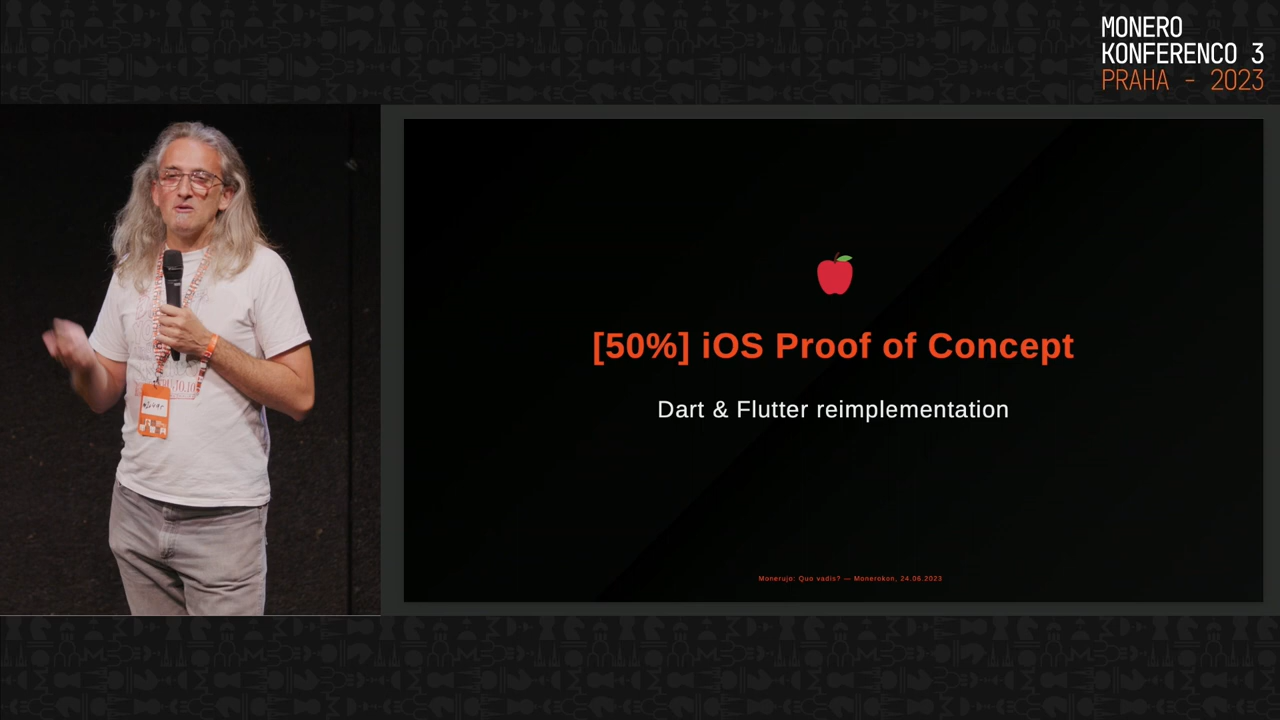 MONERO
KONFERENCO 3
PRAHA - 2023
[50%] iOS Proof of Concept
Dart & Flutter reimplementation
Monerujo: Quo vadis? — Monerokon, 24.06.2023